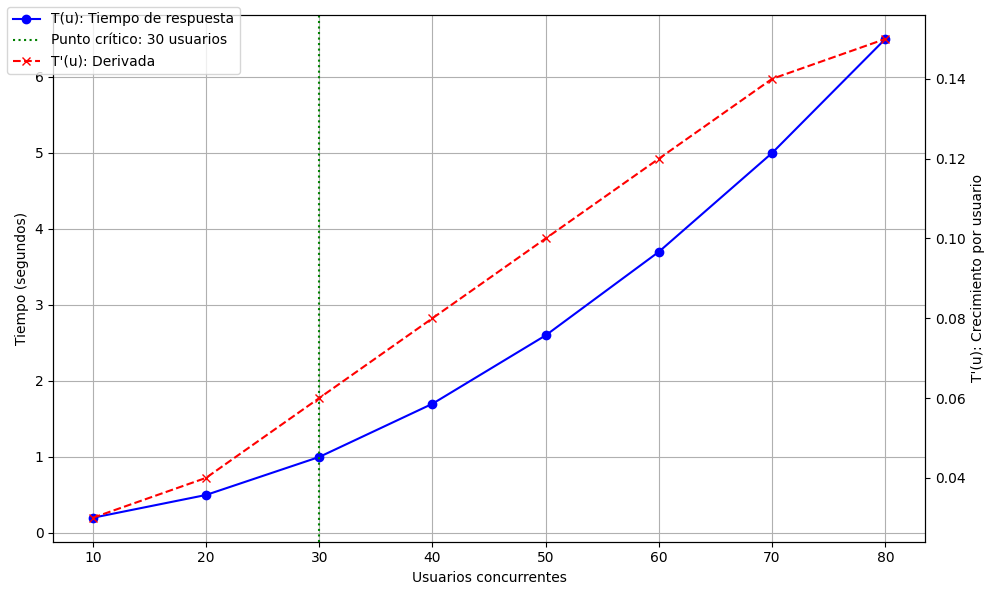 T(u): Tiempo de respuesta
Punto crítico: 30 usuarios
T'(u): Derivada
6
5
4
3
2
1
0
Tiempo (segundos)
10 20 30 40 50 60 70 80
Usuarios concurrentes
0.14
0.12
0.10
0.08
0.06
0.04
T'(u): Crecimiento por usuario